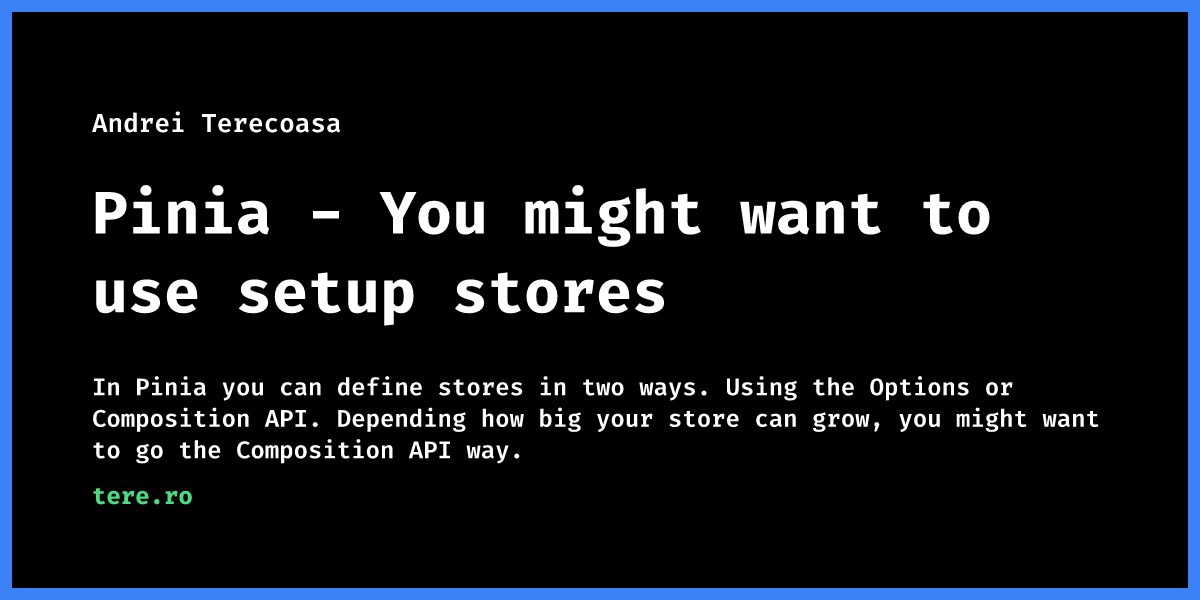 Andrei Terecoasa
Pinia – You might want to
use setup stores
In Pinia you can define stores in two ways. Using the Options or
Composition API. Depending how big your store can grow, you might want
to go the Composition API way.
tere.ro